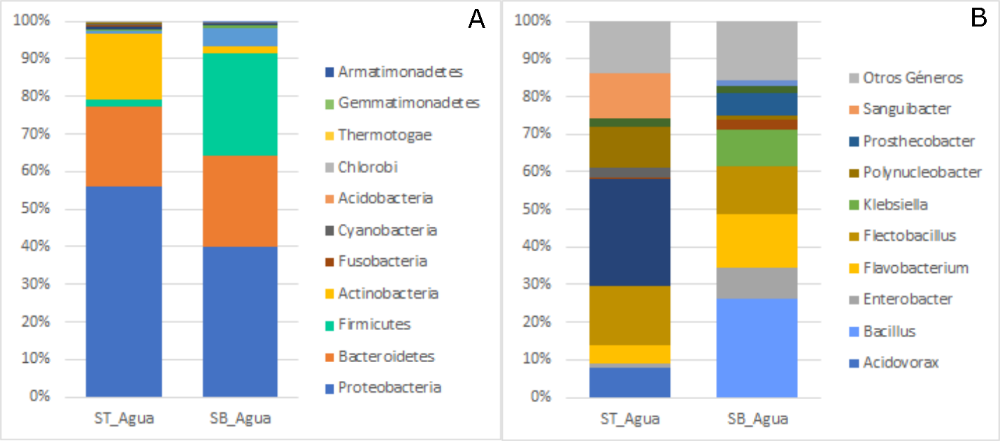 A
100%
90%
80%
70%
60%
50%
40%
30%
20%
10%
0%
ST_Agua SB_Agua
Armatimonadetes
Gemmatimonadetes
Thermotogae
Chlorobi
Acidobacteria
Cyanobacteria
Fusobacteria
Actinobacteria
Firmicutes
Bacteroidetes
Proteobacteria
B
100%
90%
80%
70%
60%
50%
40%
30%
20%
10%
0%
ST_Agua SB_Agua
Otros Géneros
Sanguibacter
Prosthecobacter
Polynucleobacter
Klebsiella
Flectobacillus
Flavobacterium
Enterobacter
Bacillus
Acidovorax